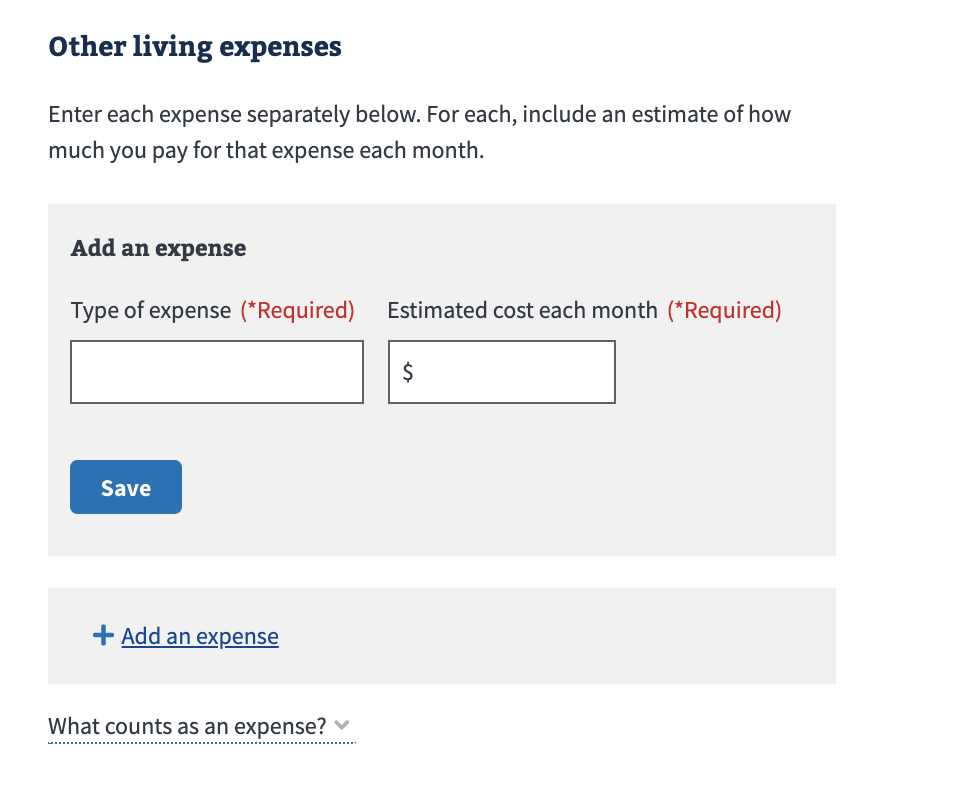 Other living expenses
Enter each expense separately below. For each, include an estimate of how
much you pay for that expense each month.
Add an expense
Type of expense (*Required) Estimated cost each month (*Required)
$
Save
Add an expense
What counts as an expense?